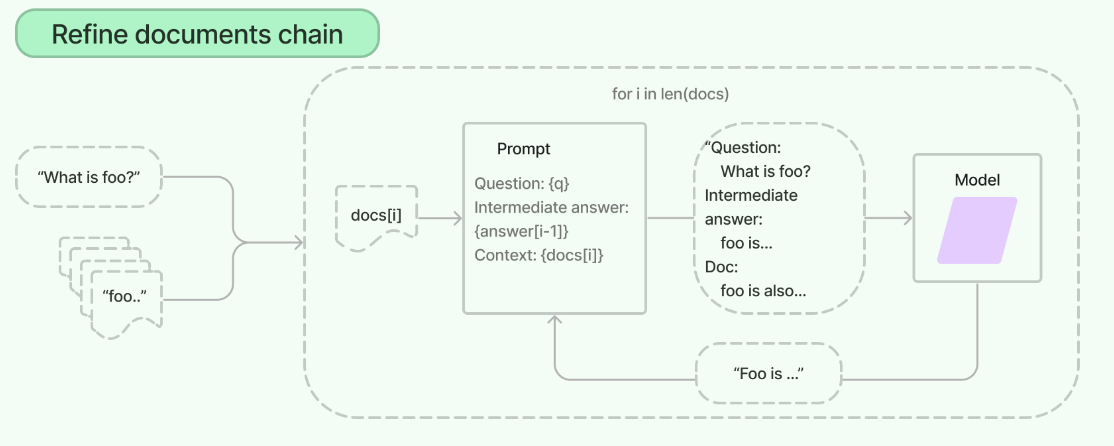 Refine documents chain
for i in len(docs)
“What is foo?”
“foo..”
docs[i]
Prompt
Question: {q}
Intermediate answer:
{answer[i-1]}
Context: {docs[i]}
“Question:
What is foo?
Intermediate
answer:
foo is...
Doc:
foo is also...
Model
“Foo is ...”